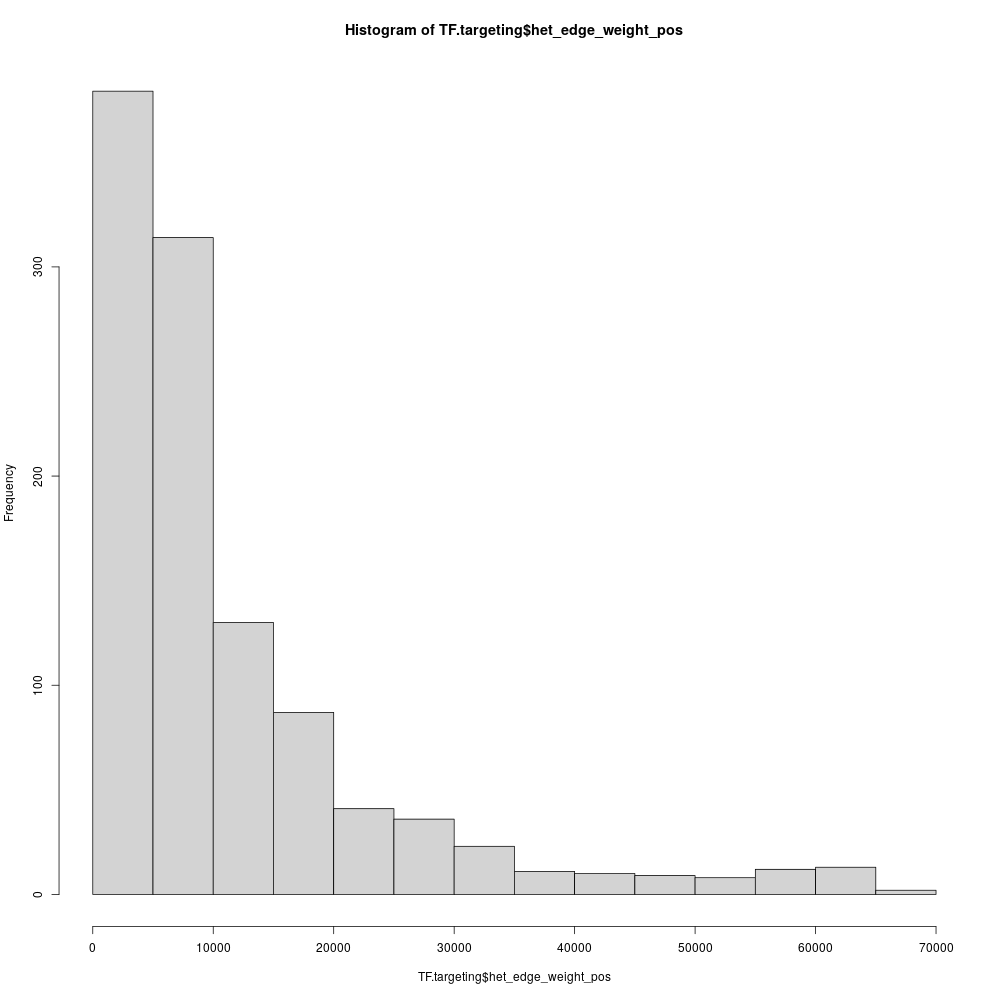 Histogram of TF.targeting$het_edge_weight_pos
Frequency
300
200
100
0
0 10000 20000 30000 40000 50000 60000 70000
TF.targeting$het_edge_weight_pos